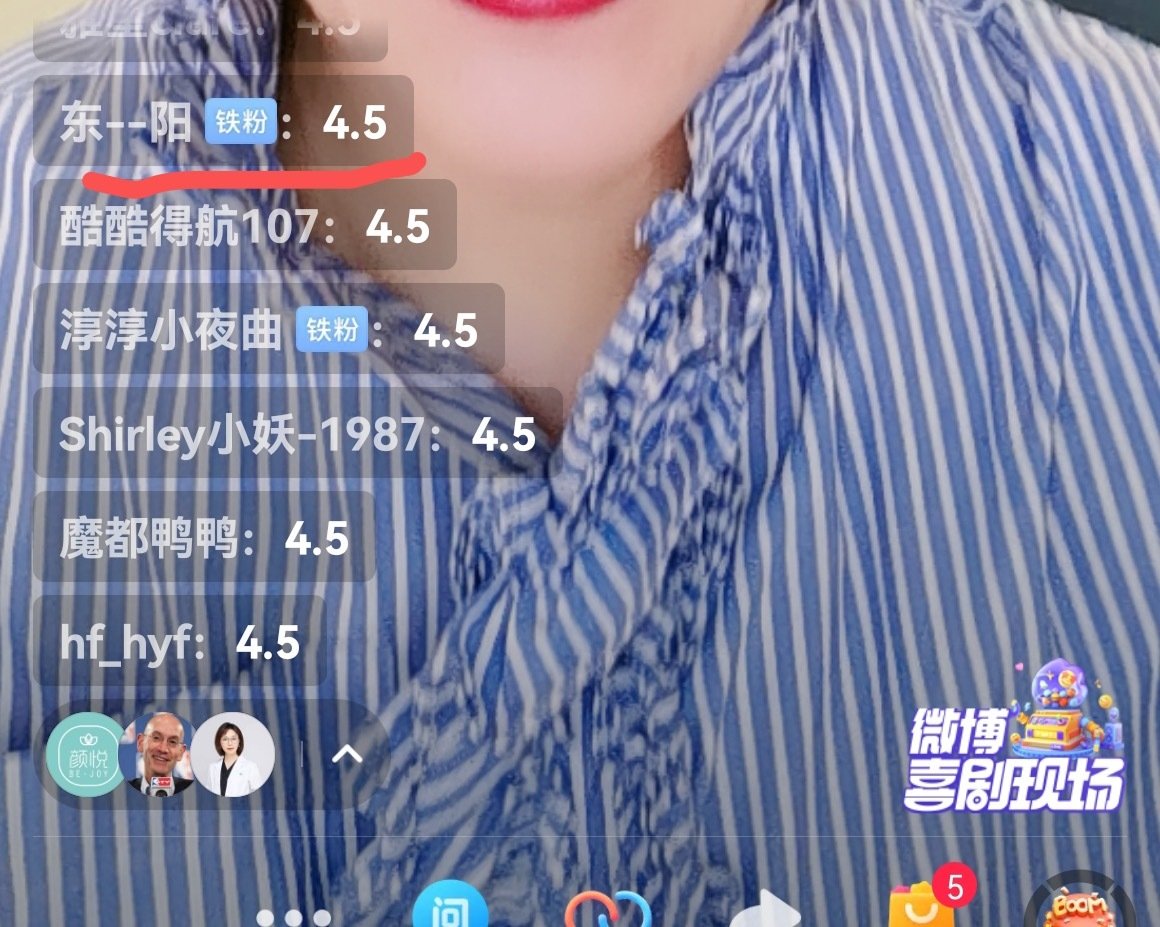 东--阳 铁粉： 4.5
酷酷得航107： 4.5
淳淳小夜曲 铁粉： 4.5
Shirley小妖-1987： 4.5
魔都鸭鸭： 4.5
hf_hyf： 4.5
颜悦
BE·JOY
微博
喜剧现场
问
5
BOOM